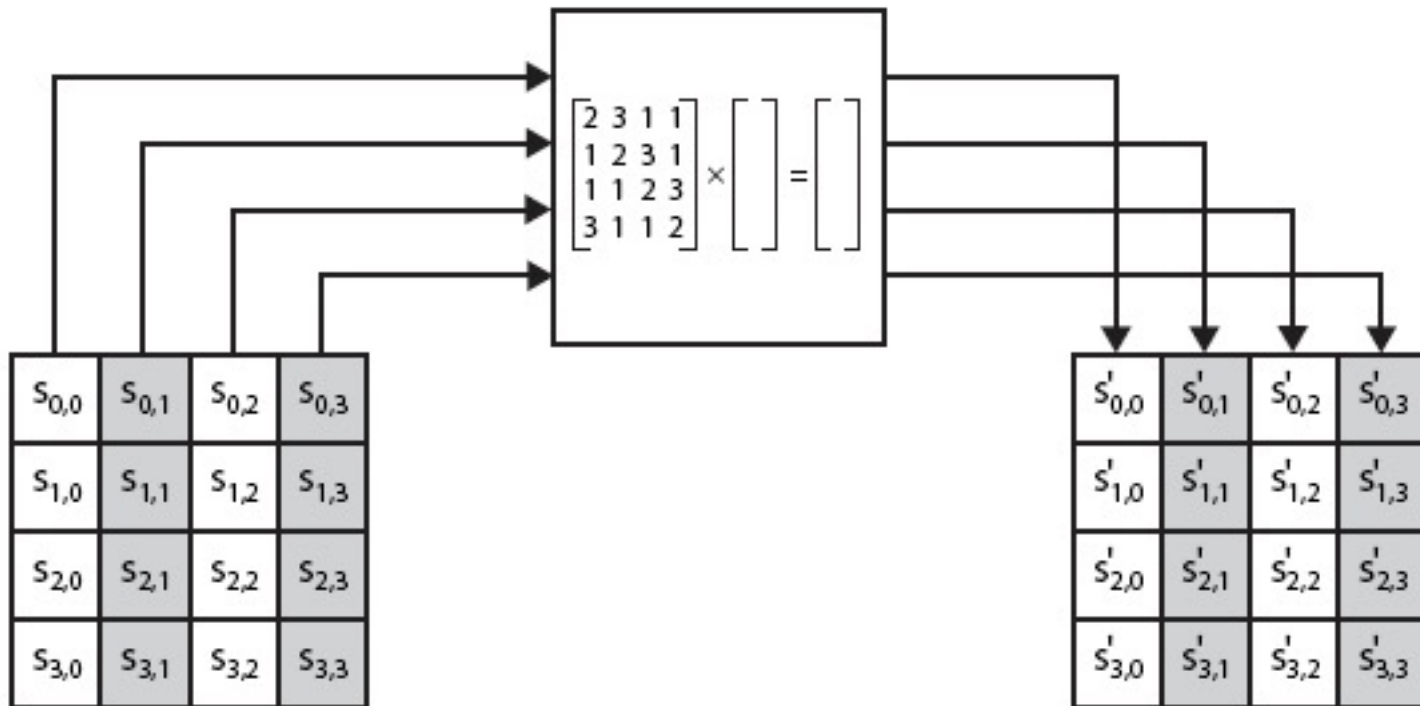 2 3 1 1
1 2 3 1
1 1 2 3
3 1 1 2
× =
S0,0 S0,1 S0,2 S0,3
S1,0 S1,1 S1,2 S1,3
S2,0 S2,1 S2,2 S2,3
S3,0 S3,1 S3,2 S3,3
S'0,0 S'0,1 S'0,2 S'0,3
S'1,0 S'1,1 S'1,2 S'1,3
S'2,0 S'2,1 S'2,2 S'2,3
S'3,0 S'3,1 S'3,2 S'3,3